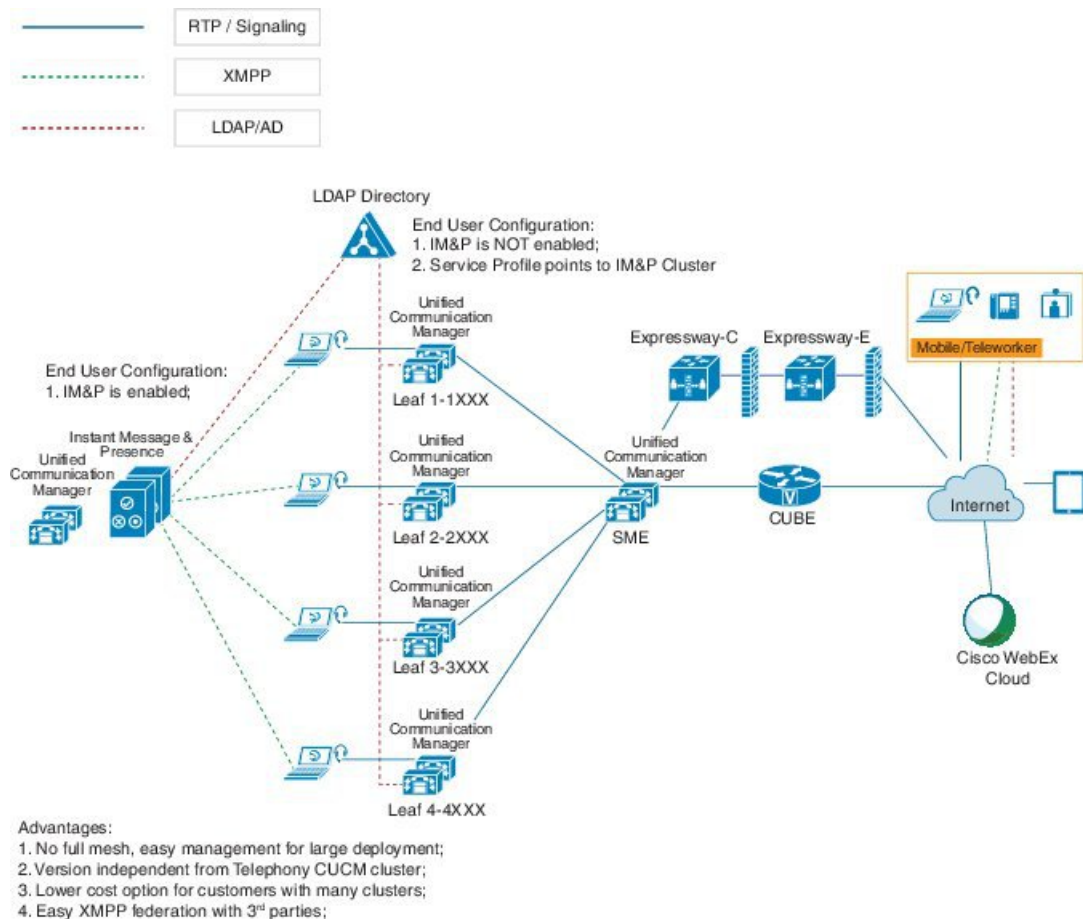 RTP / Signaling
XMPP
LDAP/AD
LDAP Directory
End User Configuration:
1. IM&P is NOT enabled;
2. Service Profile points to IM&P Cluster
Unified
Communication
Manager
Leaf 1-1XXX
Expressway-C
Expressway-E
Mobile/Teleworker
End User Configuration:
1. IM&P is enabled;
Instant Message &
Presence
Unified
Communication
Manager
Unified
Communication
Manager
Leaf 2-2XXX
Unified
Communication
Manager
SME
V
CUBE
Internet
Unified
Communication
Manager
Leaf 3-3XXX
Cisco WebEx
Cloud
Unified
Communication
Manager
Leaf 4-4XXX
Advantages:
1. No full mesh, easy management for large deployment;
2. Version independent from Telephony CUCM cluster;
3. Lower cost option for customers with many clusters;
4. Easy XMPP federation with 3rd parties;